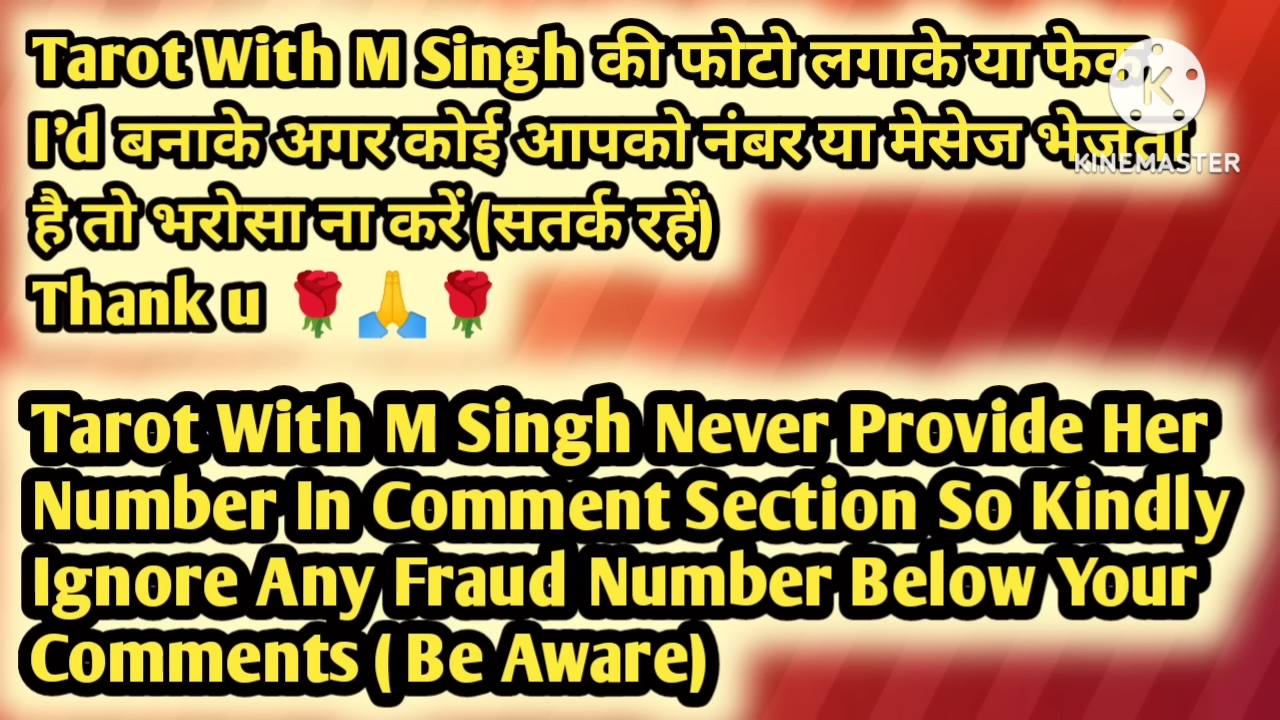 Tarot With M Singh की फोटो लगाके या फेक
I'd बनाके अगर कोई आपको नंबर या मेसेज भेजता
है तो भरोसा ना करें (सतर्क रहें)
Thank u 🌹🙏🌹
Tarot With M Singh Never Provide Her
Number In Comment Section So Kindly
Ignore Any Fraud Number Below Your
Comments ( Be Aware)
K
KINEMASTER